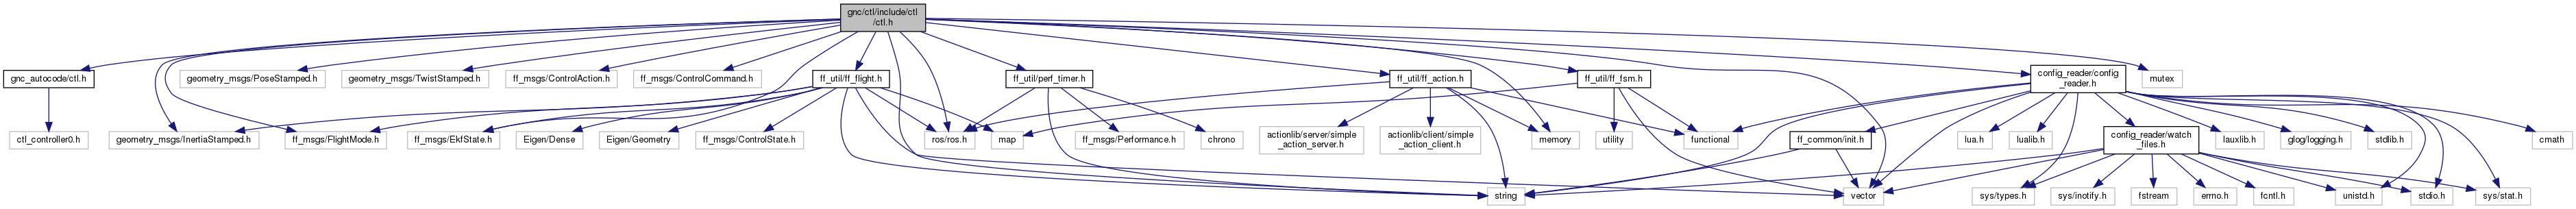 gnc/ctl/include/ctl
/ctl.h
gnc_autocode/ctl.h
geometry_msgs/PoseStamped.h
geometry_msgs/TwistStamped.h
ff_msgs/ControlAction.h
ff_msgs/ControlCommand.h
ff_util/ff_flight.h
ff_util/perf_timer.h
ff_util/ff_action.h
ff_util/ff_fsm.h
config_reader/config
_reader.h
mutex
ctl_controller0.h
geometry_msgs/InertiaStamped.h
ff_msgs/FlightMode.h
ff_msgs/EkfState.h
Eigen/Dense
Eigen/Geometry
ff_msgs/ControlState.h
ros/ros.h
map
ff_msgs/Performance.h
chrono
actionlib/server/simple
_action_server.h
actionlib/client/simple
_action_client.h
memory
utility
functional
ff_common/init.h
lua.h
lualib.h
config_reader/watch
_files.h
lauxlib.h
glog/logging.h
stdlib.h
cmath
string
vector
sys/types.h
sys/inotify.h
fstream
errno.h
fcntl.h
unistd.h
stdio.h
sys/stat.h